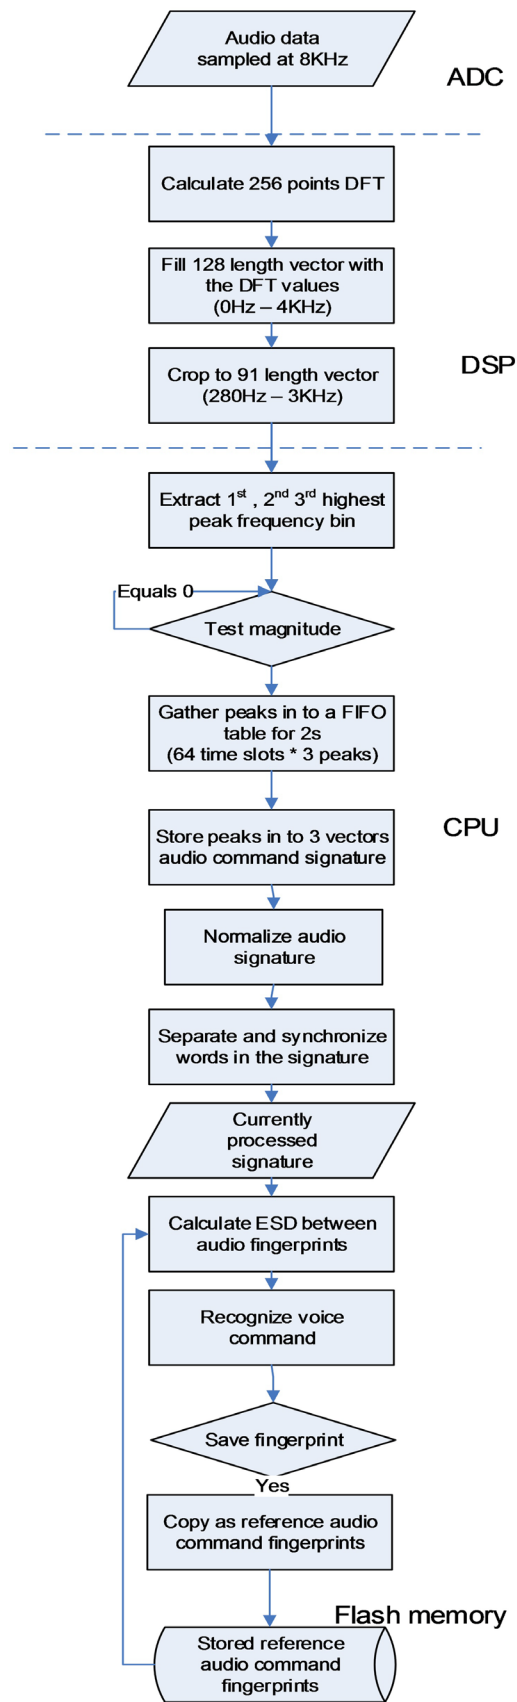 Audio data
sampled at 8KHz
ADC
Calculate 256 points DFT
Fill 128 length vector with
the DFT values
(0Hz – 4KHz)
DSP
Crop to 91 length vector
(280Hz – 3KHz)
Extract 1st , 2nd 3rd highest
peak frequency bin
Equals 0
Test magnitude
Gather peaks in to a FIFO
table for 2s
(64 time slots * 3 peaks)
CPU
Store peaks in to 3 vectors
audio command signature
Normalize audio
signature
Separate and synchronize
words in the signature
Currently
processed
signature
Calculate ESD between
audio fingerprints
Recognize voice
command
Save fingerprint
Yes
Copy as reference audio
command fingerprints
Flash memory
Stored reference
audio command
fingerprints